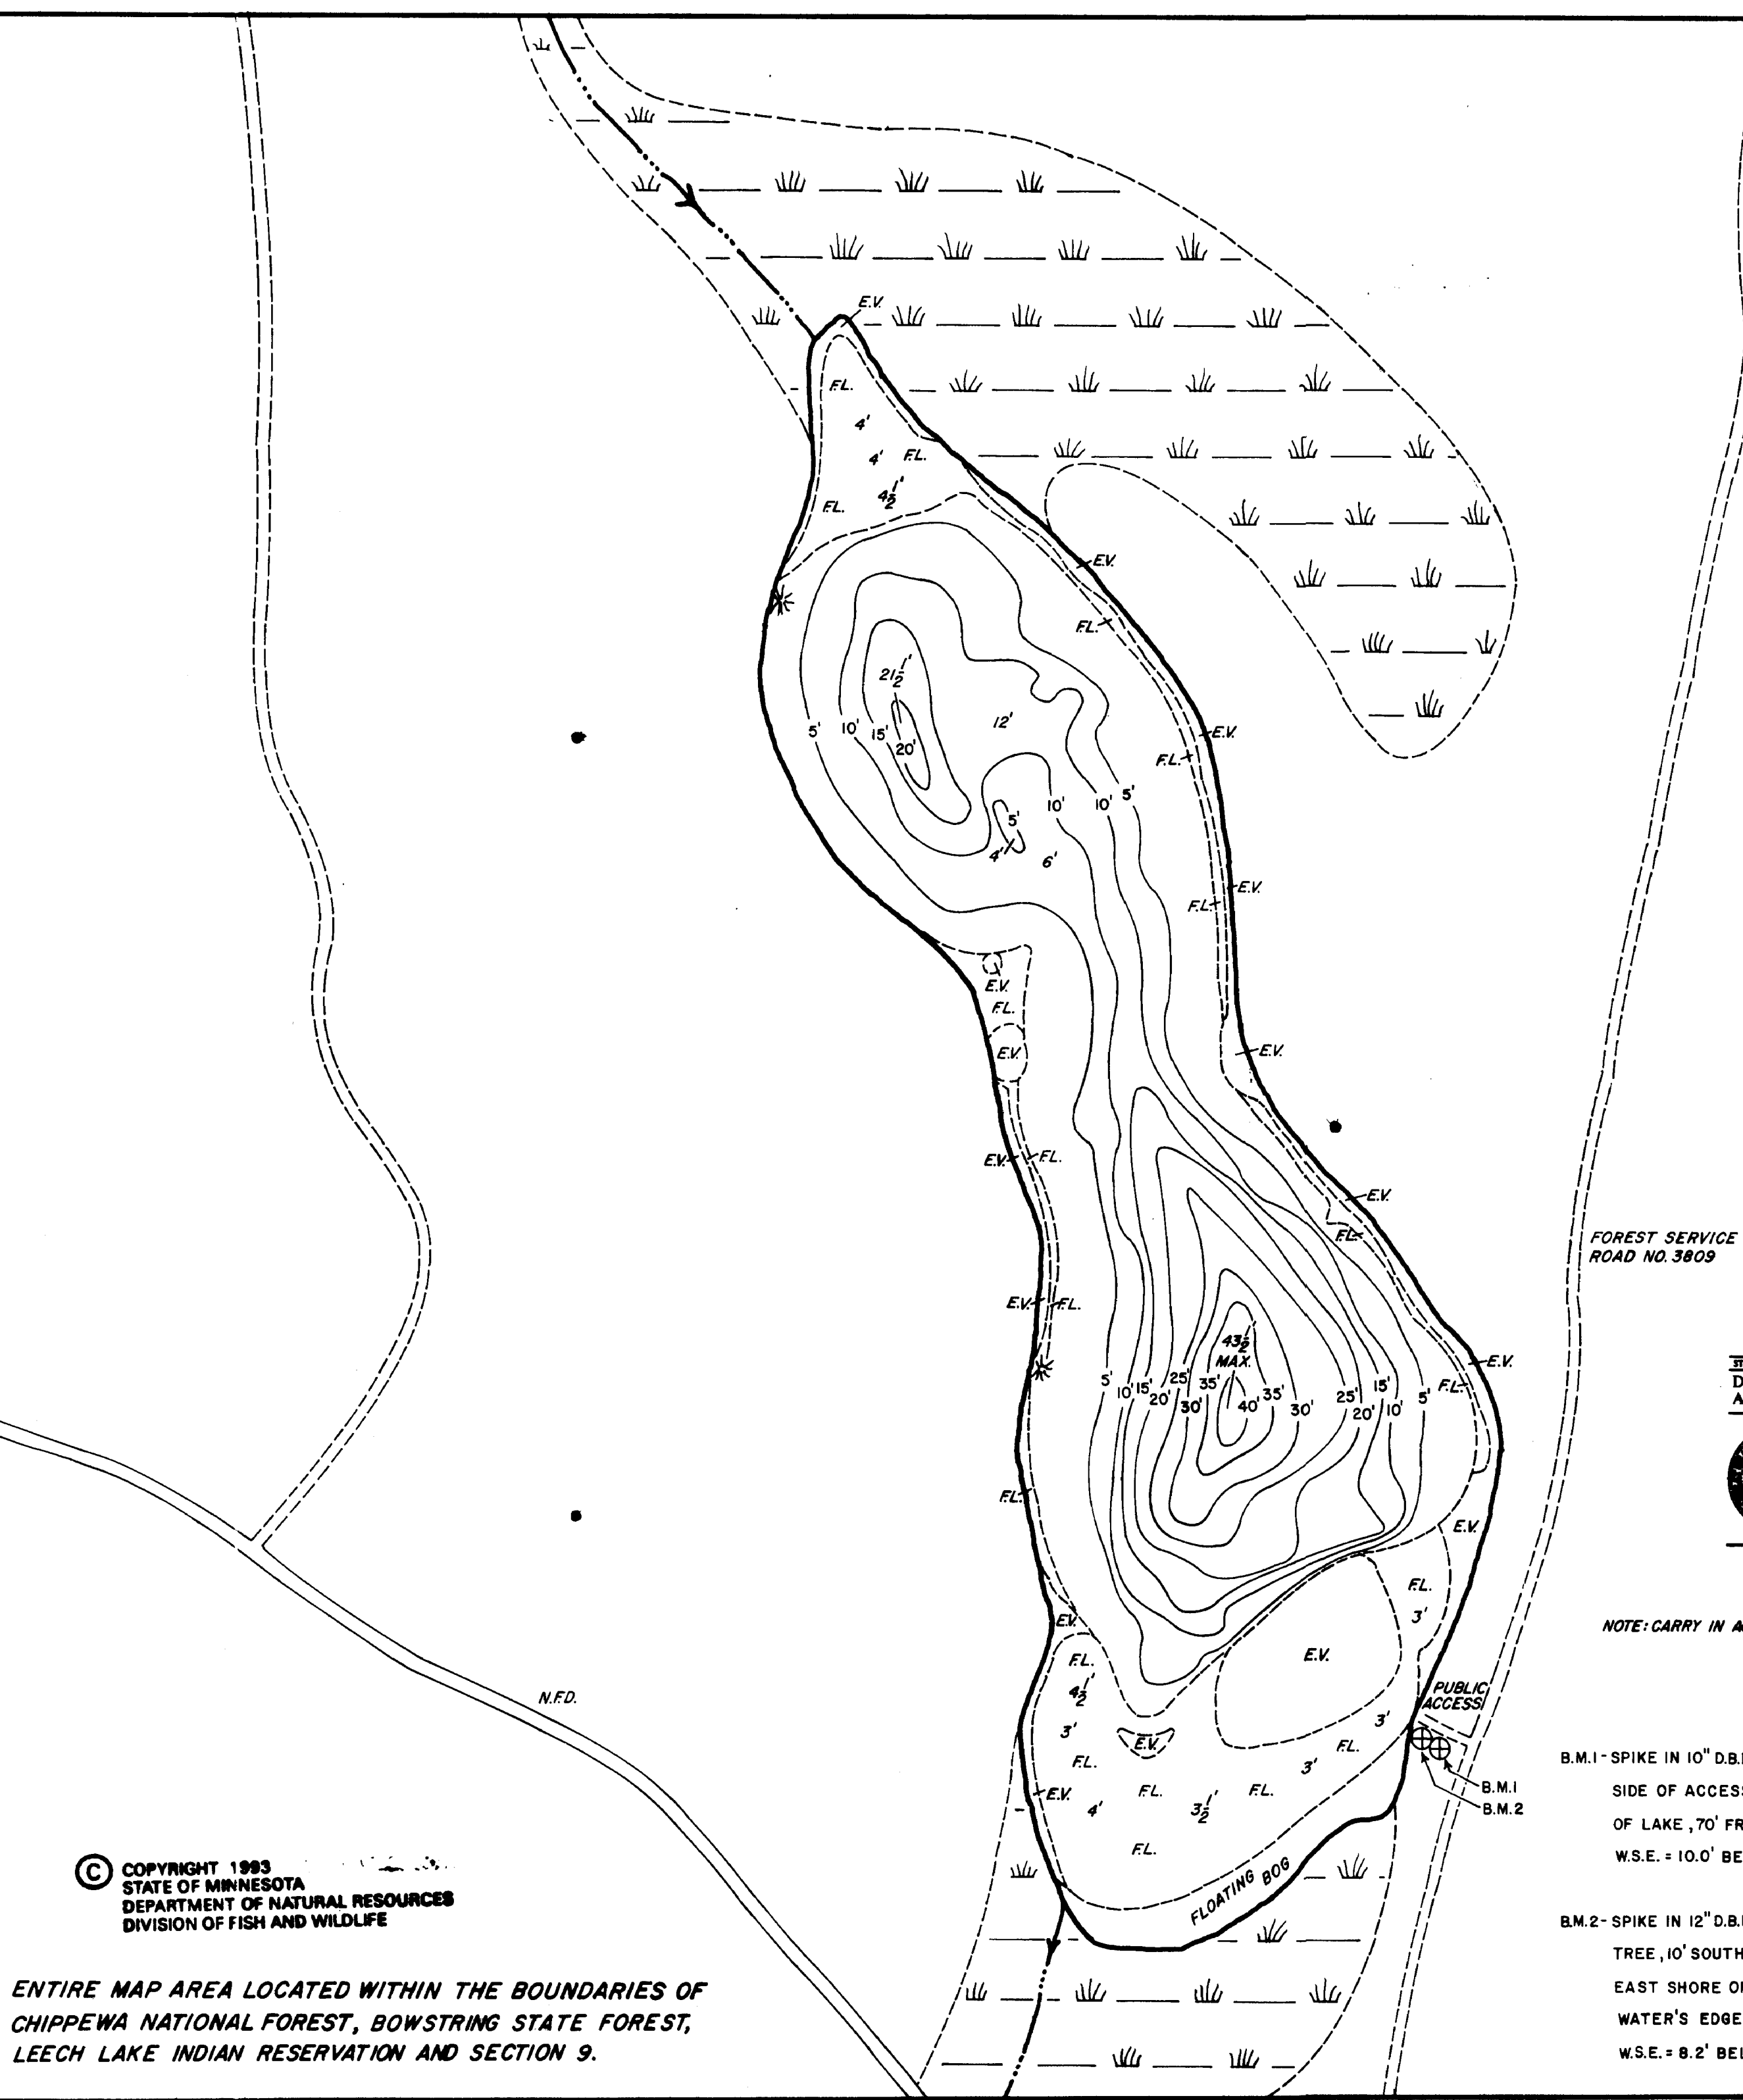 E.V.
F.L.
4'
4' F.L.
4½'
F.L.
E.V.
F.L.
21½'
12'
5' 10' 15' 20'
E.V.
F.L.
10' 10' 5'
5'
4' 6'
E.V.
F.L.
E.V.
F.L.
E.V.
E.V.
E.V. F.L.
E.V.
F.L.
FOREST SERVICE
ROAD NO. 3809
E.V. F.L.
43½'
MAX.
E.V.
F.L.
5' 10' 15' 20' 25' 30' 35' 40' 35' 30' 25' 20' 15' 10' 5'
F.L.
E.V.
F.L.
3'
E.V.
NOTE: CARRY IN
F.L.
E.V.
4½'
N.F.D.
PUBLIC
ACCESS
3'
3'
E.V.
F.L.
F.L.
3'
B.M.1 - SPIKE IN 10" D.B.
SIDE OF ACCESS
OF LAKE, 70' FR
W.S.E. = 10.0' BE
B.M.1
B.M.2
E.V.
4'
F.L.
3½'
F.L.
F.L.
FLOATING BOG
B.M.2 - SPIKE IN 12" D.B.
TREE, 10' SOUTH
EAST SHORE O
WATER'S EDGE
W.S.E. = 8.2' BE
© COPYRIGHT 1993
STATE OF MINNESOTA
DEPARTMENT OF NATURAL RESOURCES
DIVISION OF FISH AND WILDLIFE
ENTIRE MAP AREA LOCATED WITHIN THE BOUNDARIES OF
CHIPPEWA NATIONAL FOREST, BOWSTRING STATE FOREST,
LEECH LAKE INDIAN RESERVATION AND SECTION 9.